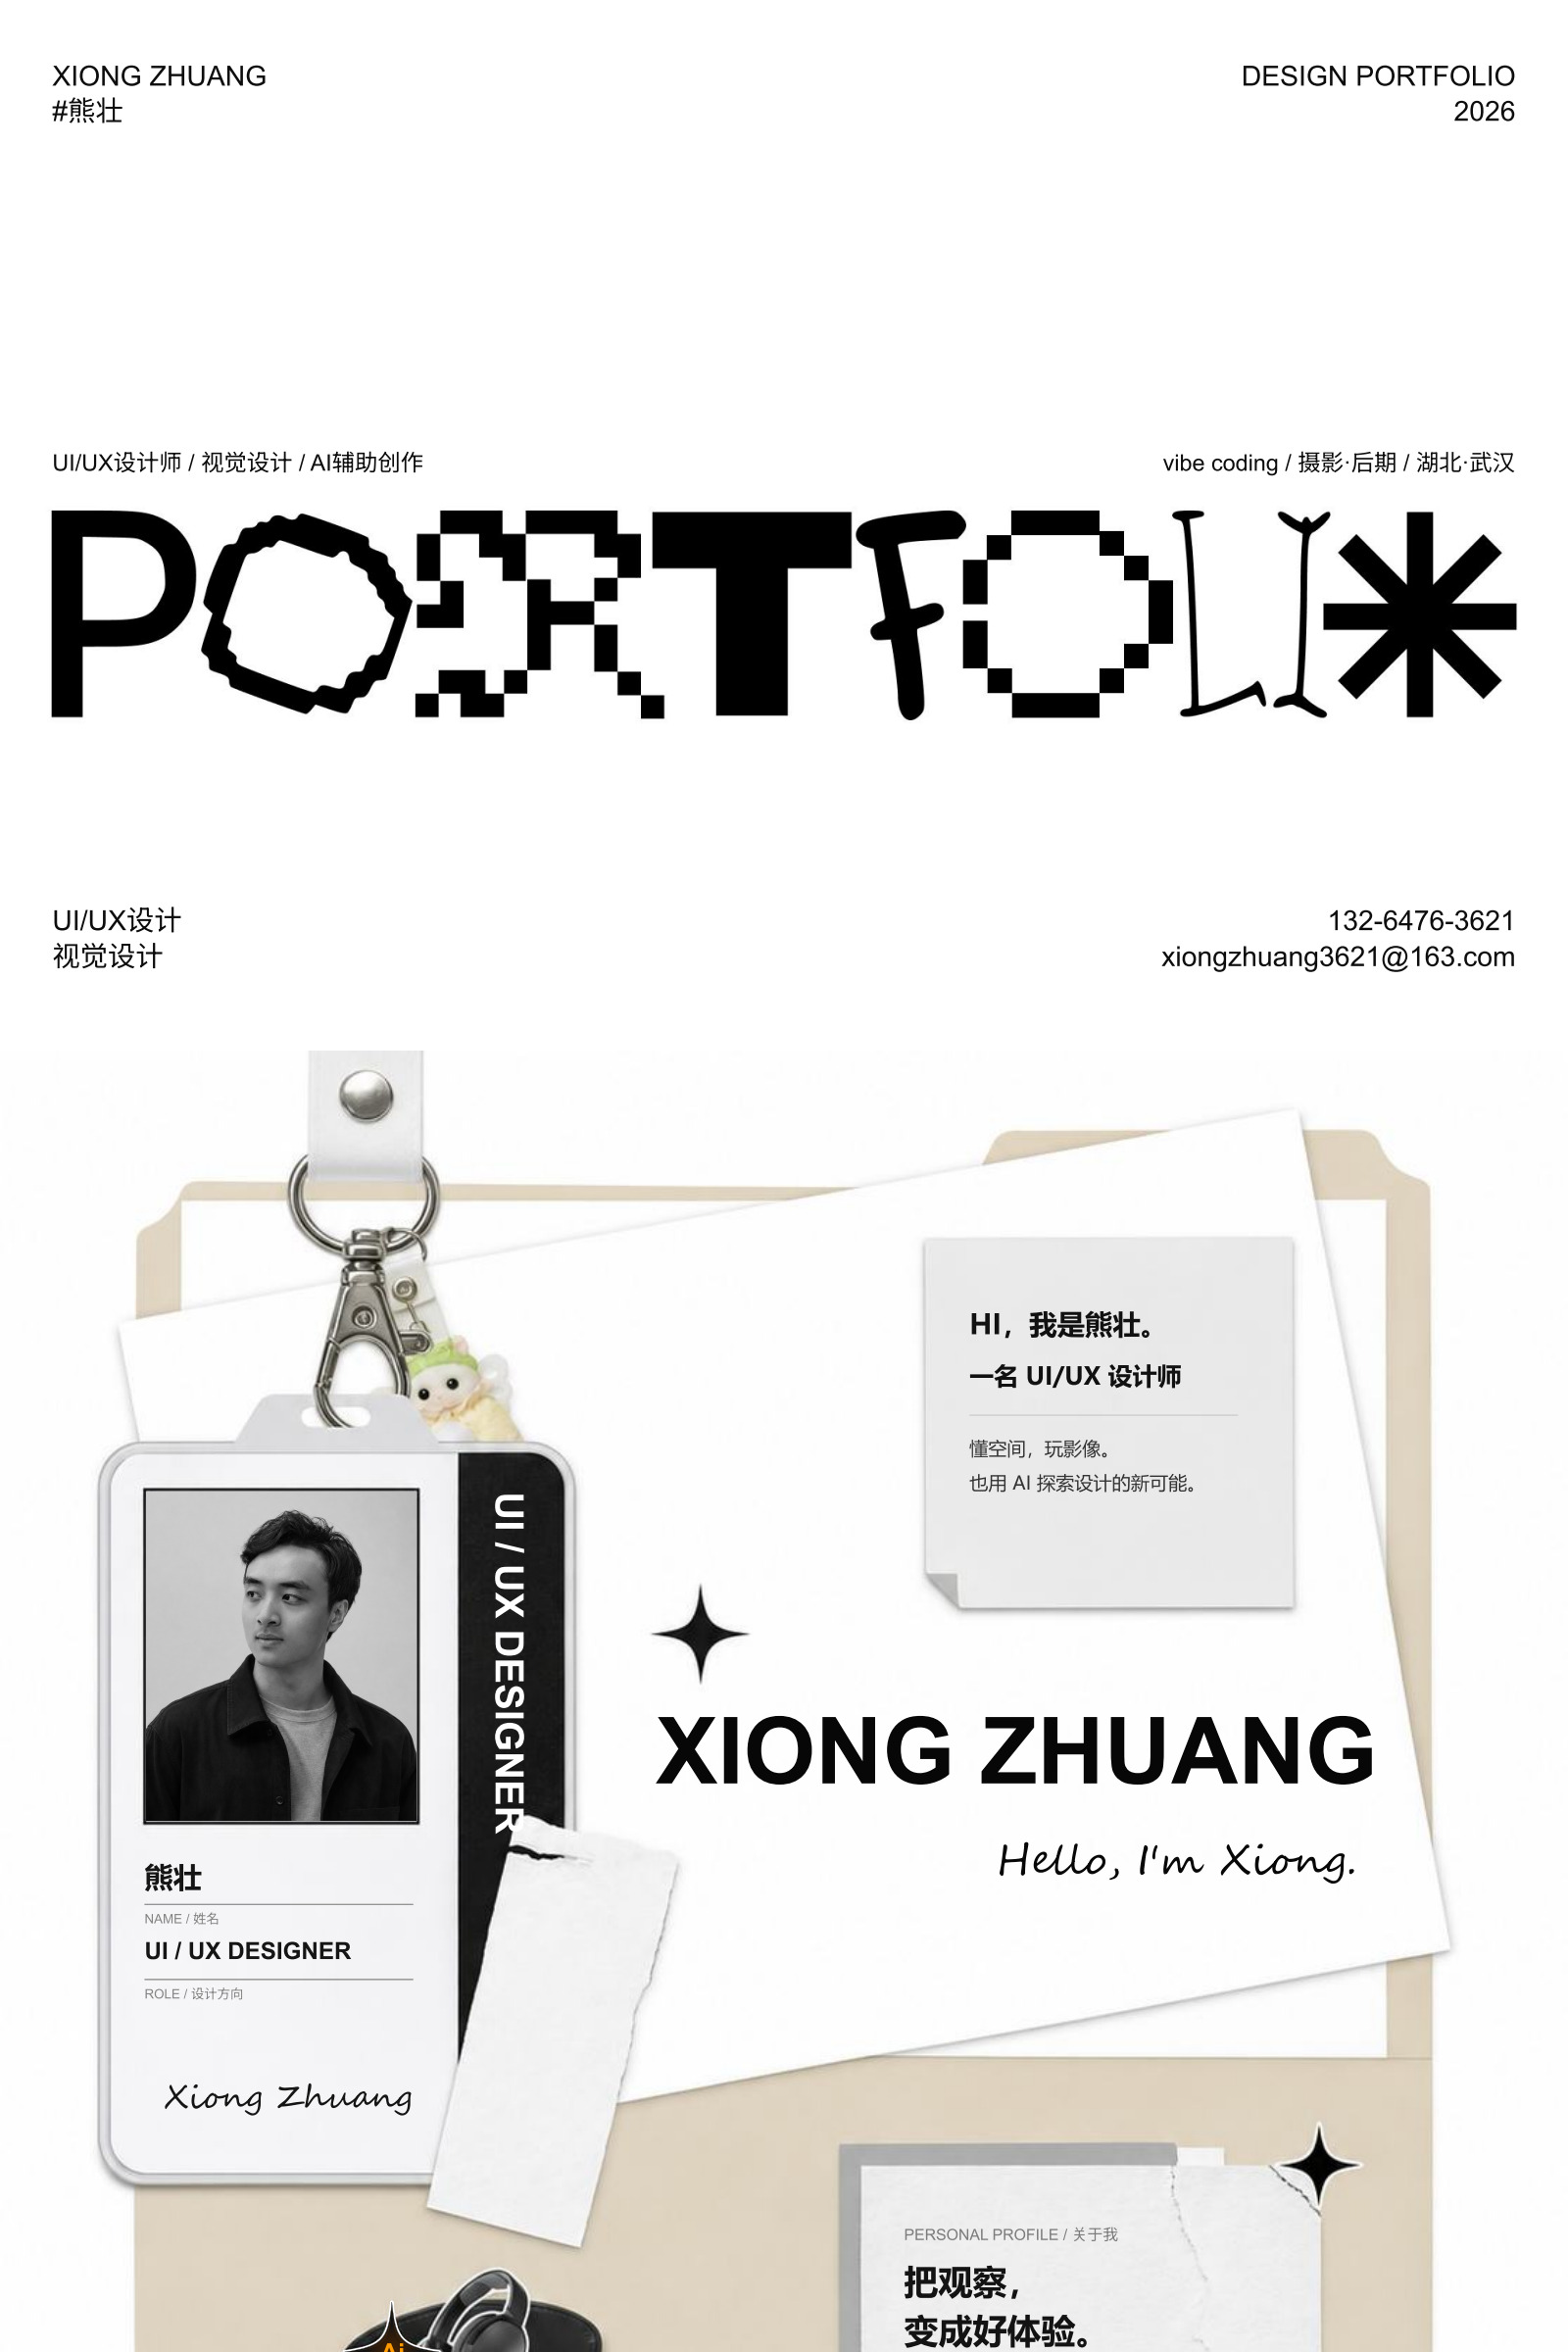 XIONG ZHUANG
#熊壮
DESIGN PORTFOLIO
2026
UI/UX设计师 / 视觉设计 / AI辅助创作
vibe coding / 摄影·后期 / 湖北·武汉
PORTFOLI*
UI/UX设计
视觉设计
132-6476-3621
xiongzhuang3621@163.com
HI，我是熊壮。
一名 UI/UX 设计师
懂空间，玩影像。
也用 AI 探索设计的新可能。
UI / UX DESIGNER
XIONG ZHUANG
Hello, I'm Xiong.
熊壮
NAME / 姓名
UI / UX DESIGNER
ROLE / 设计方向
Xiong Zhuang
PERSONAL PROFILE / 关于我
把观察，
变成好体验。
Ai